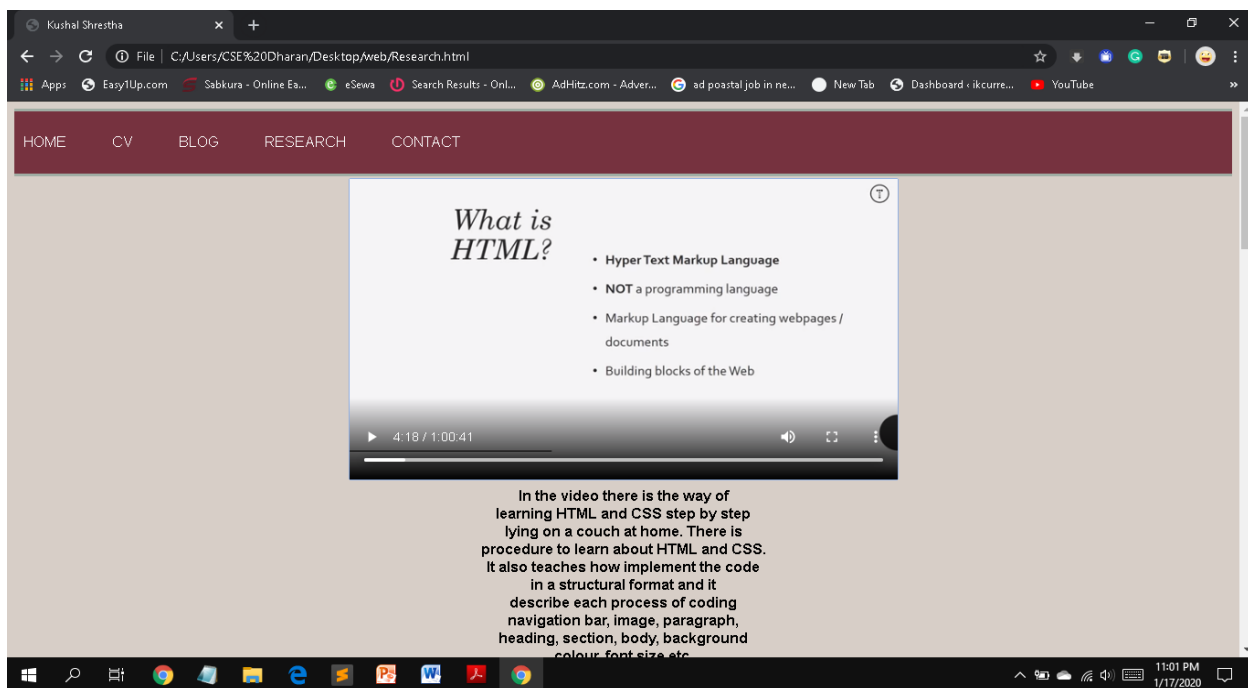 Kushal Shrestha
File C:/Users/CSE%20Dharan/Desktop/web/Research.html
Apps Easy1Up.com Sabkura - Online Ea... eSewa Search Results - Onl... AdHitz.com - Adver... ad poastal job in ne... New Tab Dashboard ‹ ikcurre... YouTube »
HOME CV BLOG RESEARCH CONTACT
T
What is
HTML?
• Hyper Text Markup Language
• NOT a programming language
• Markup Language for creating webpages /
documents
• Building blocks of the Web
4:18 / 1:00:41
In the video there is the way of
learning HTML and CSS step by step
lying on a couch at home. There is
procedure to learn about HTML and CSS.
It also teaches how implement the code
in a structural format and it
describe each process of coding
navigation bar, image, paragraph,
heading, section, body, background
colour, font size etc
11:01 PM
1/17/2020